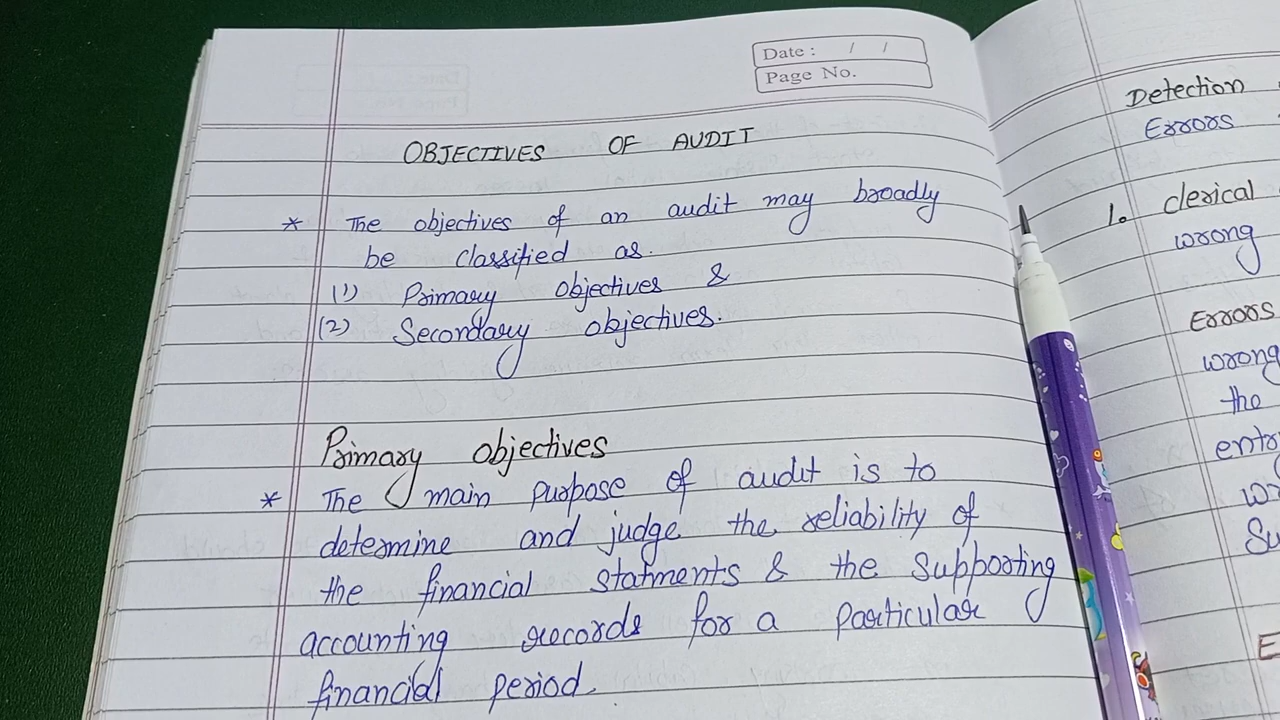 Date : / /
Page No.
OBJECTIVES OF AUDIT
* The objectives of an audit may broadly
be classified as.
(1) Primary objectives &
(2) Secondary objectives.
Primary objectives
* The main purpose of audit is to
determine and judge the reliability of
the financial statments & the supporting
accounting records for a particular
financial period.
Detection
Errors
1. clerical
wrong
Errors
wrong
the
entry